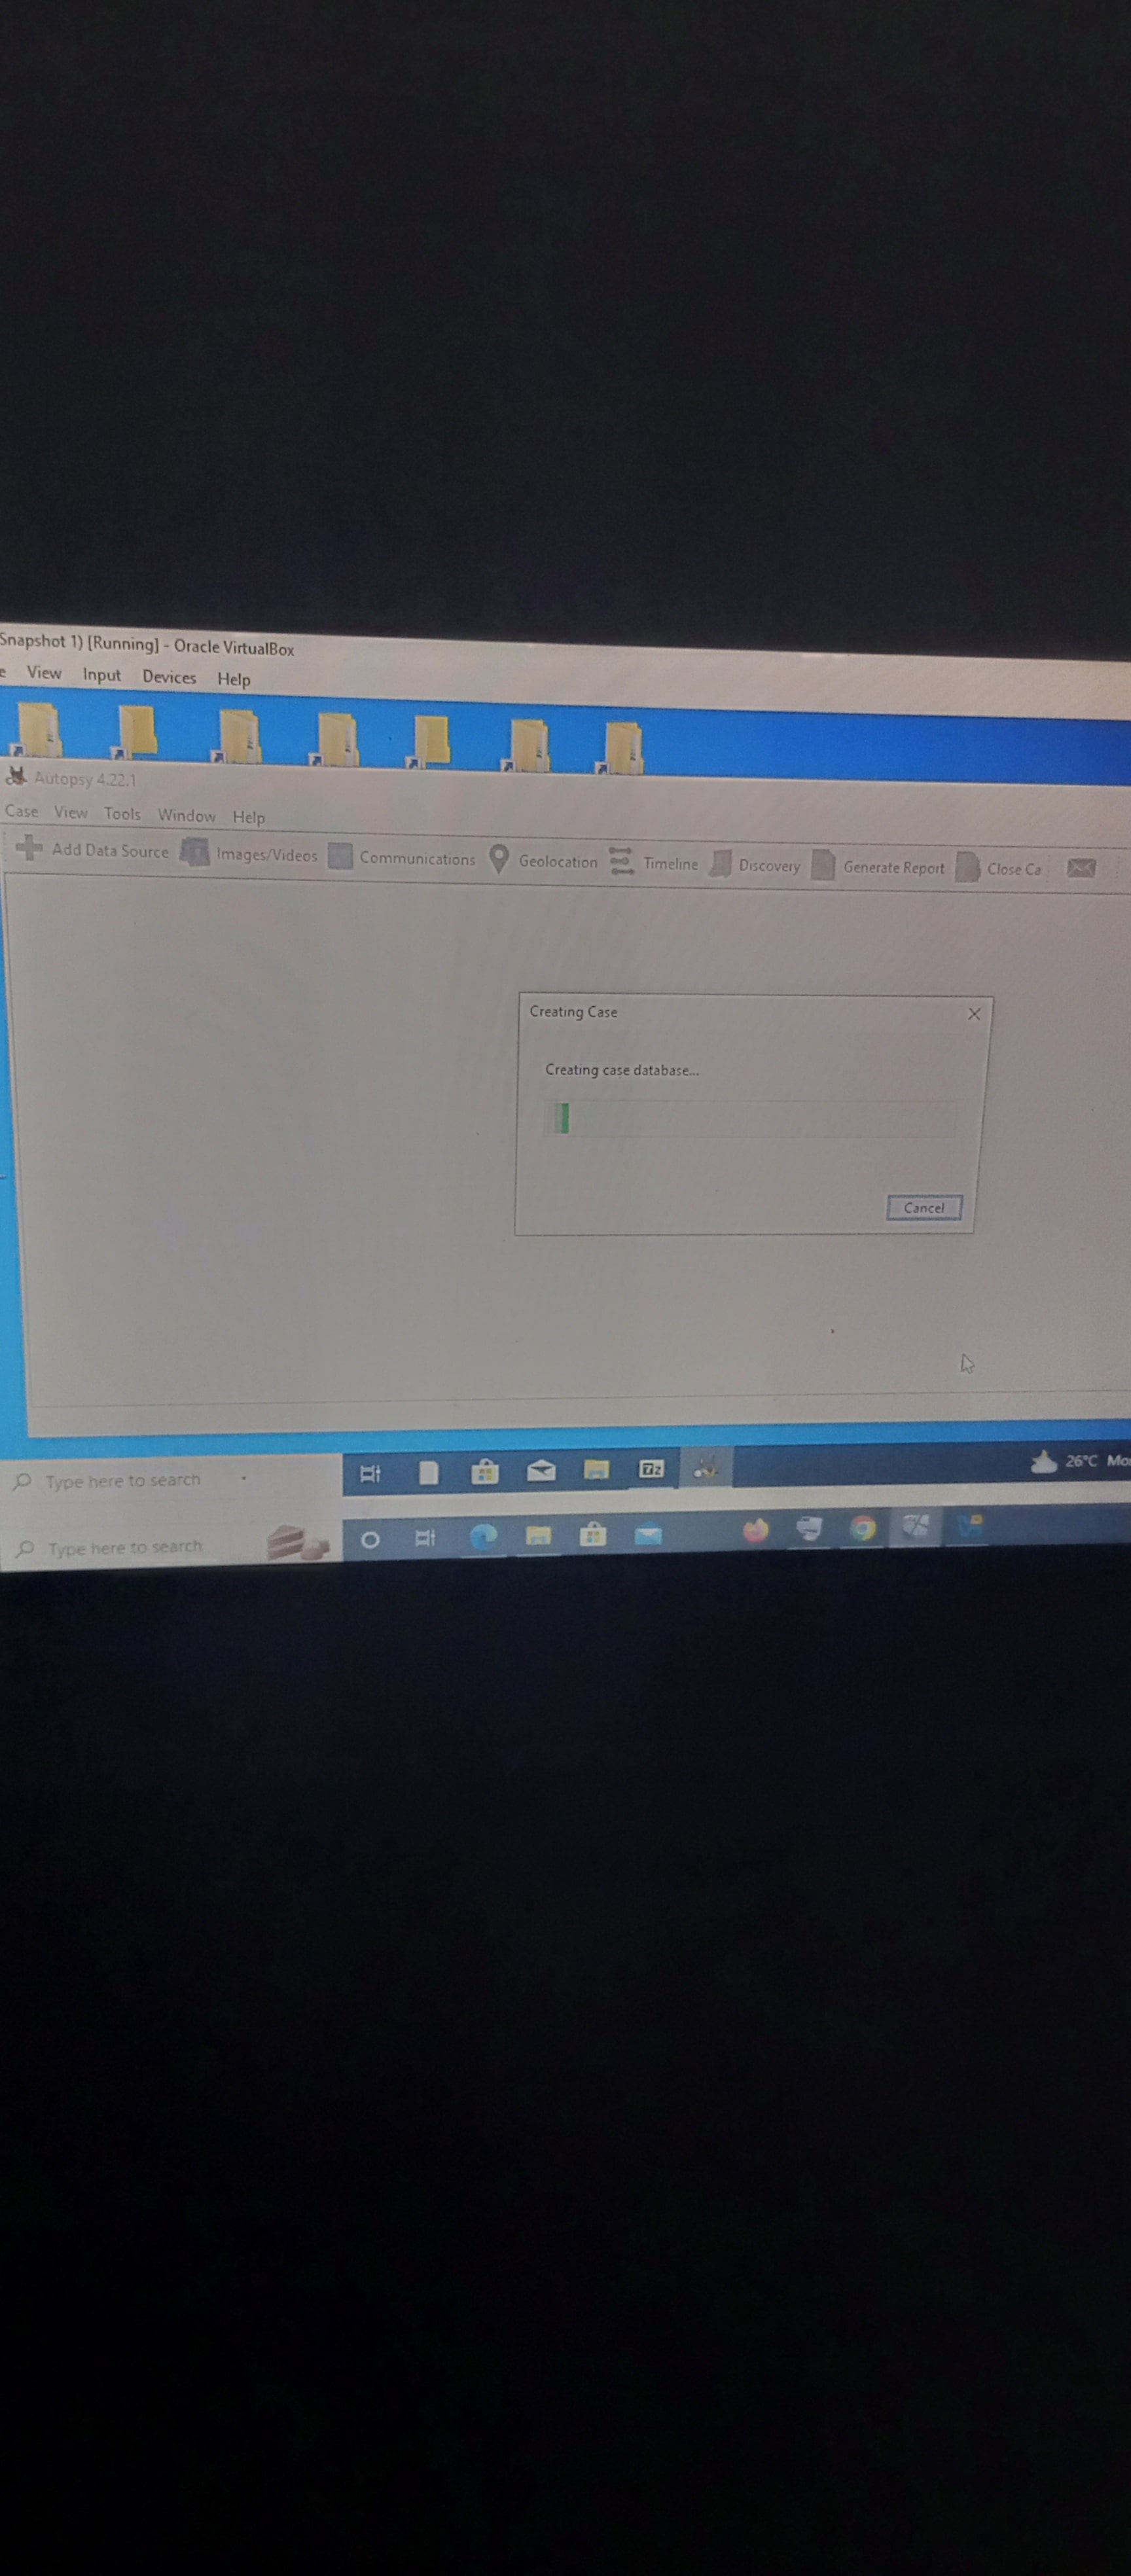 Snapshot 1) [Running] - Oracle VirtualBox
e View Input Devices Help
Autopsy 4.22.1
Case View Tools Window Help
Add Data Source Images/Videos Communications Geolocation Timeline Discovery Generate Report Close Ca
Creating Case
Creating case database...
Cancel
Type here to search
7z
26°C Mo
Type here to search